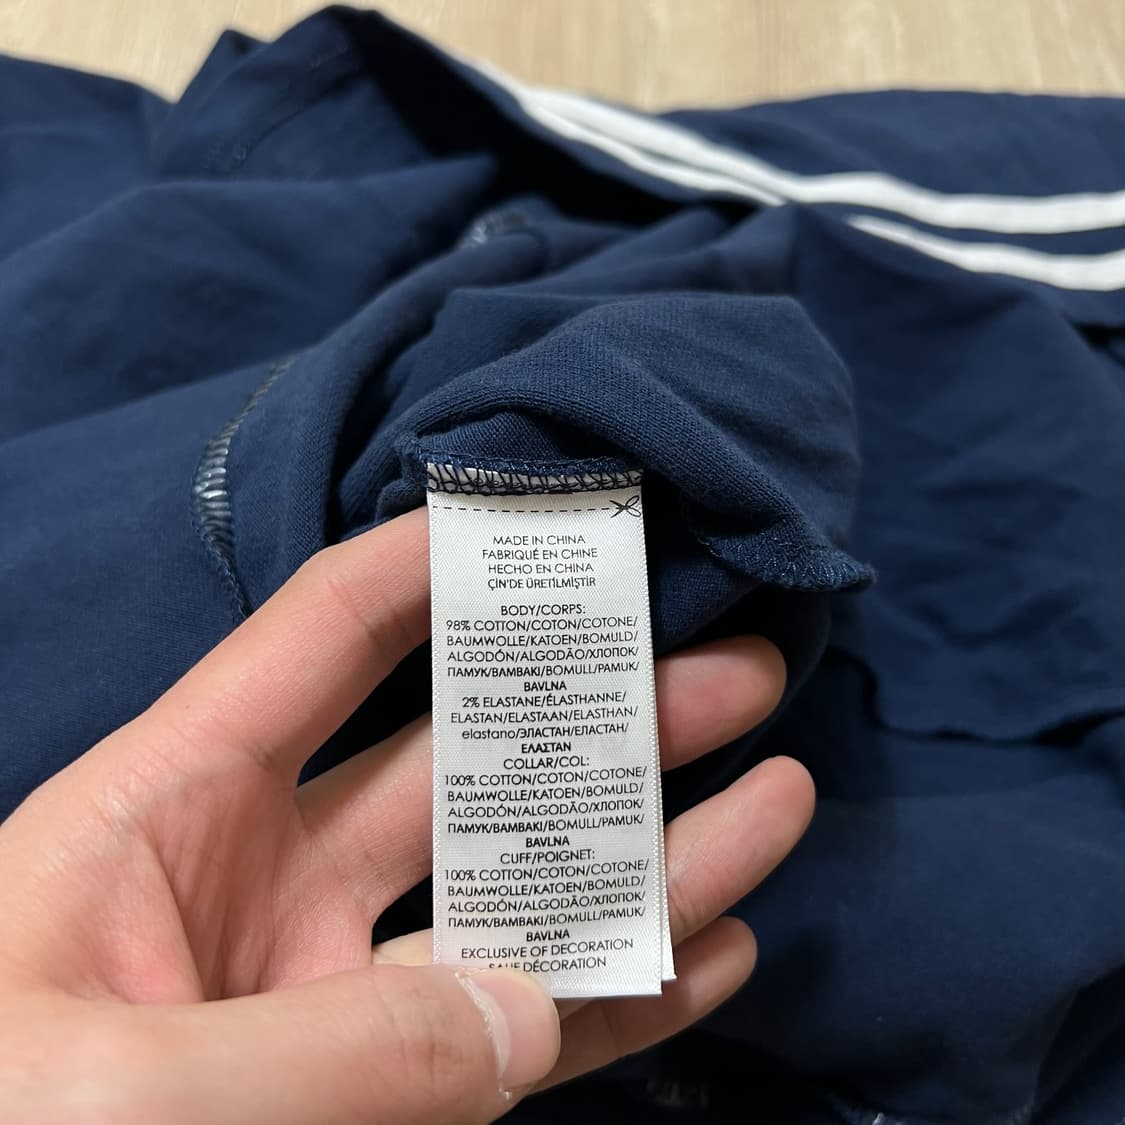 MADE IN CHINA
FABRIQUÉ EN CHINE
HECHO EN CHINA
ÇİN'DE ÜRETİLMİŞTİR
BODY/CORPS:
98% COTTON/COTON/COTONE/
BAUMWOLLE/KATOEN/BOMULD/
ALGODÓN/ALGODÃO/ХЛОПОК/
ПАМУК/ΒΑΜΒΑΚΙ/BOMULL/PAMUK/
BAVLNA
2% ELASTANE/ÉLASTHANNE/
ELASTAN/ELASTAAN/ELASTHAN/
elastano/ЭЛАСТАН/ЕЛАСТАН/
ΕΛΑΣΤΑΝ
COLLAR/COL:
100% COTTON/COTON/COTONE/
BAUMWOLLE/KATOEN/BOMULD/
ALGODÓN/ALGODÃO/ХЛОПОК/
ПАМУК/ΒΑΜΒΑΚΙ/BOMULL/PAMUK/
BAVLNA
CUFF/POIGNET:
100% COTTON/COTON/COTONE/
BAUMWOLLE/KATOEN/BOMULD/
ALGODÓN/ALGODÃO/ХЛОПОК/
ПАМУК/ΒΑΜΒΑΚΙ/BOMULL/PAMUK/
BAVLNA
EXCLUSIVE OF DECORATION
SAUF DÉCORATION